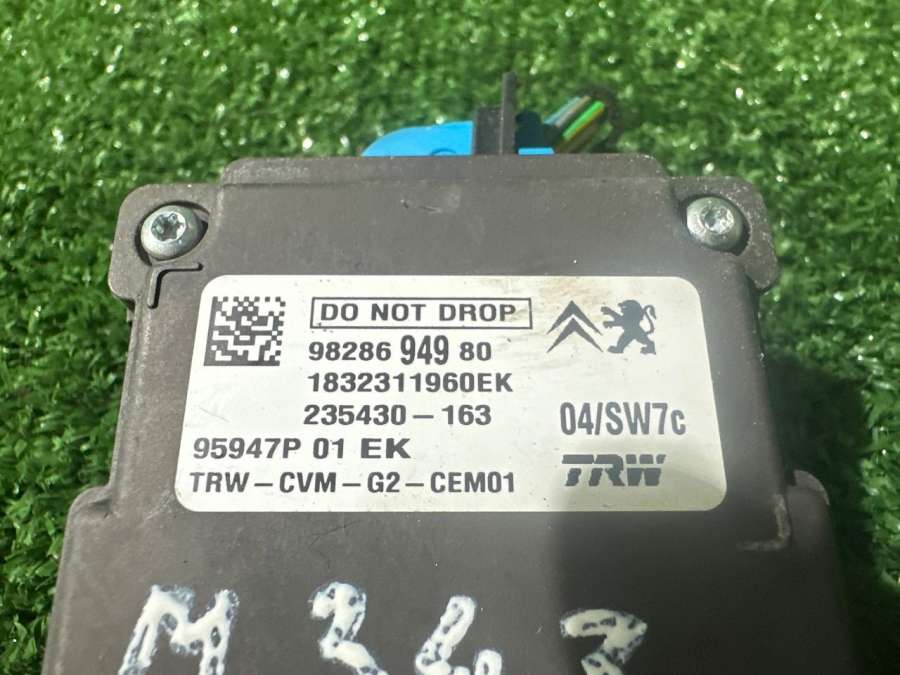 DO NOT DROP
98286 949 80
1832311960EK
235430-163
04/SW7c
95947P 01 EK
TRW-CVM-G2-CEM01
TRW
M343